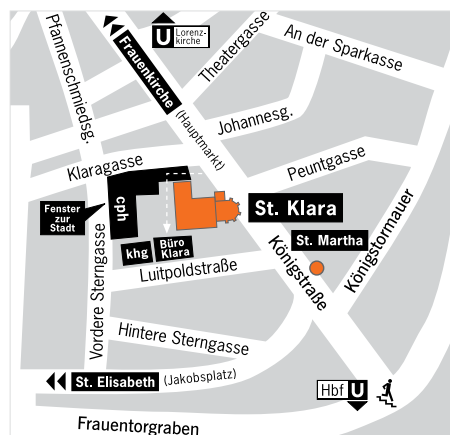 Pfannenschmiedsg.
U Lorenz-
kirche
Frauenkirche
(Hauptmarkt)
Theatergasse
An der Sparkasse
Johannesg.
Klaragasse
Peuntgasse
Fenster
zur
Stadt
cph
St. Klara
khg
Büro
Klara
St. Martha
Luitpoldstraße
Königstraße
Königstormauer
Vordere Sterngasse
Hintere Sterngasse
St. Elisabeth (Jakobsplatz)
Hbf U
Frauentorgraben